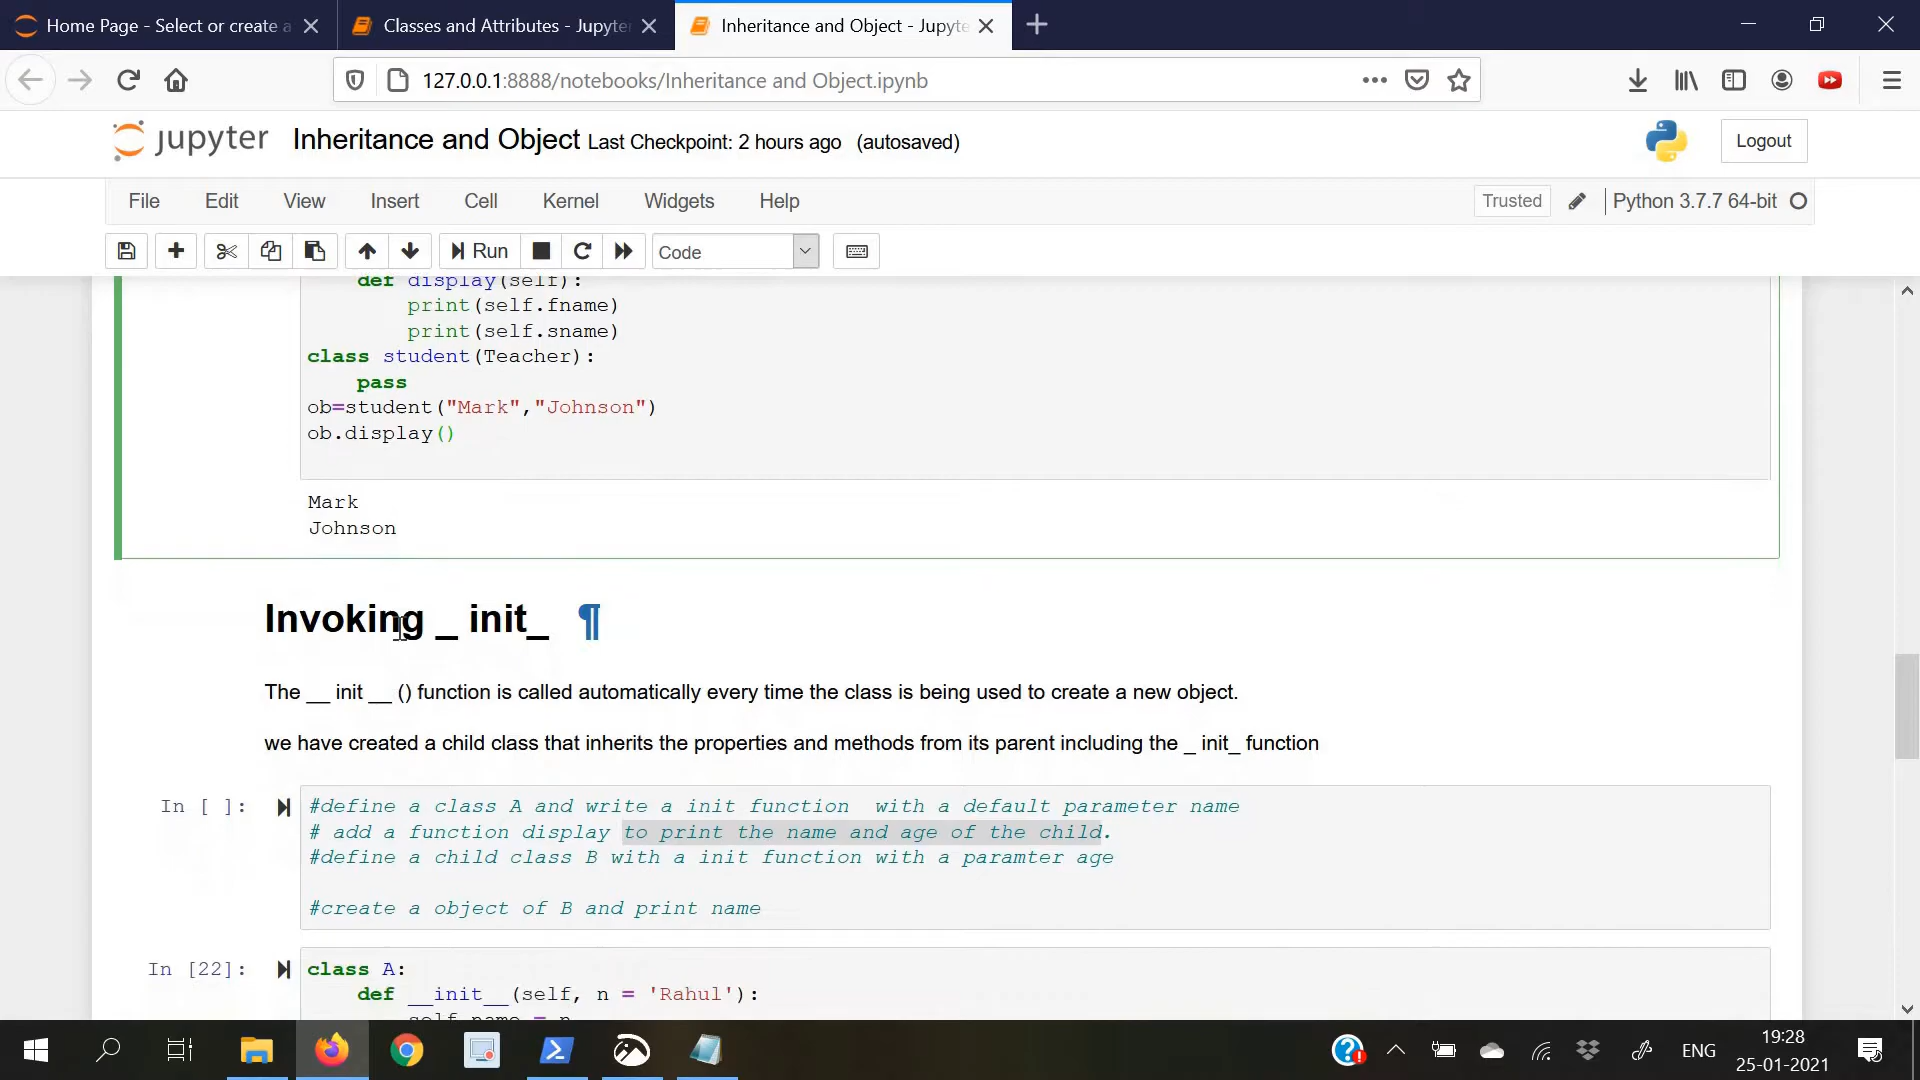 Home Page - Select or create a
Classes and Attributes - Jupyte
Inheritance and Object - Jupyte
127.0.0.1:8888/notebooks/Inheritance and Object.ipynb
jupyter Inheritance and Object Last Checkpoint: 2 hours ago (autosaved)
Logout
File Edit View Insert Cell Kernel Widgets Help
Trusted
Python 3.7.7 64-bit
Run
Code
def display(self):
print(self.fname)
print(self.sname)
class student(Teacher):
pass
ob=student("Mark","Johnson")
ob.display()
Mark
Johnson
Invoking _ init_ ¶
The __ init __ () function is called automatically every time the class is being used to create a new object.
we have created a child class that inherits the properties and methods from its parent including the _ init_ function
In [ ]:
#define a class A and write a init function  with a default parameter name
# add a function display to print the name and age of the child.
#define a child class B with a init function with a paramter age
#create a object of B and print name
In [22]:
class A:
def __init__(self, n = 'Rahul'):
self.name = n
ENG
19:28
25-01-2021